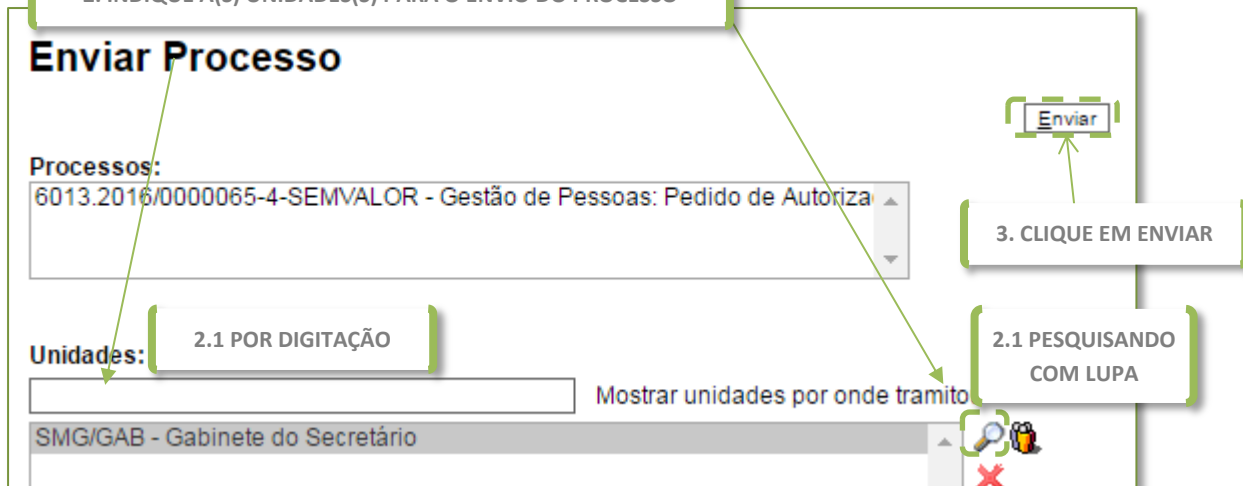 Enviar Processo
Enviar
Processos:
6013.2016/0000065-4-SEMVALOR - Gestão de Pessoas: Pedido de Autoriza
3. CLIQUE EM ENVIAR
2.1 POR DIGITAÇÃO
2.1 PESQUISANDO
COM LUPA
Unidades:
Mostrar unidades por onde tramito
SMG/GAB - Gabinete do Secretário